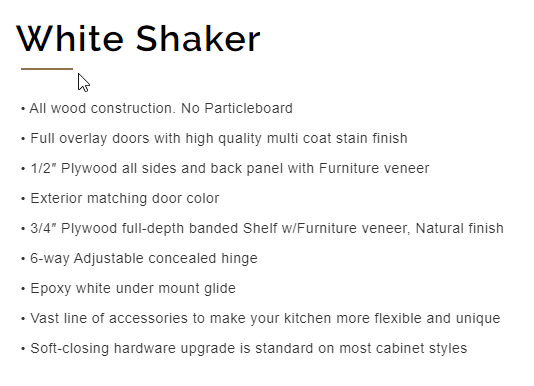 White Shaker
• All wood construction. No Particleboard
• Full overlay doors with high quality multi coat stain finish
• 1/2″ Plywood all sides and back panel with Furniture veneer
• Exterior matching door color
• 3/4″ Plywood full-depth banded Shelf w/Furniture veneer, Natural finish
• 6-way Adjustable concealed hinge
• Epoxy white under mount glide
• Vast line of accessories to make your kitchen more flexible and unique
• Soft-closing hardware upgrade is standard on most cabinet styles